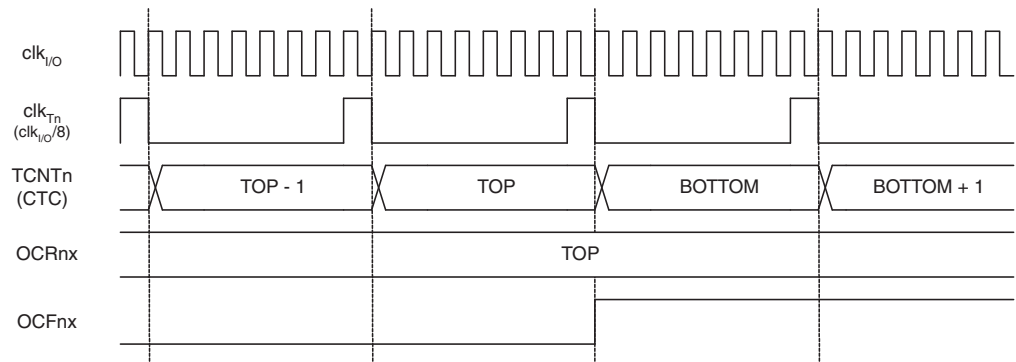 clkI/O
clkTn
(clkI/O/8)
TCNTn
(CTC)
TOP - 1
TOP
BOTTOM
BOTTOM + 1
OCRnx
TOP
OCFnx